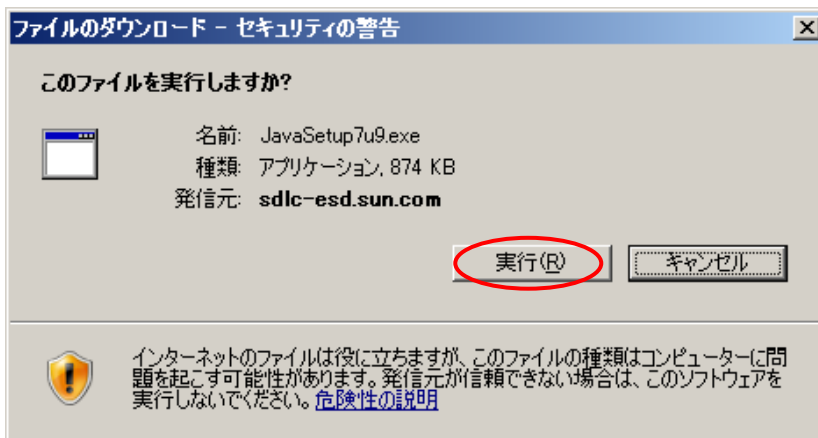 ファイルのダウンロード - セキュリティの警告
このファイルを実行しますか?
名前: JavaSetup7u9.exe
種類: アプリケーション, 874 KB
発信元: sdlc-esd.sun.com
実行(R) キャンセル
インターネットのファイルは役に立ちますが、このファイルの種類はコンピューターに問
題を起こす可能性があります。発信元が信頼できない場合は、このソフトウェアを
実行しないでください。危険性の説明